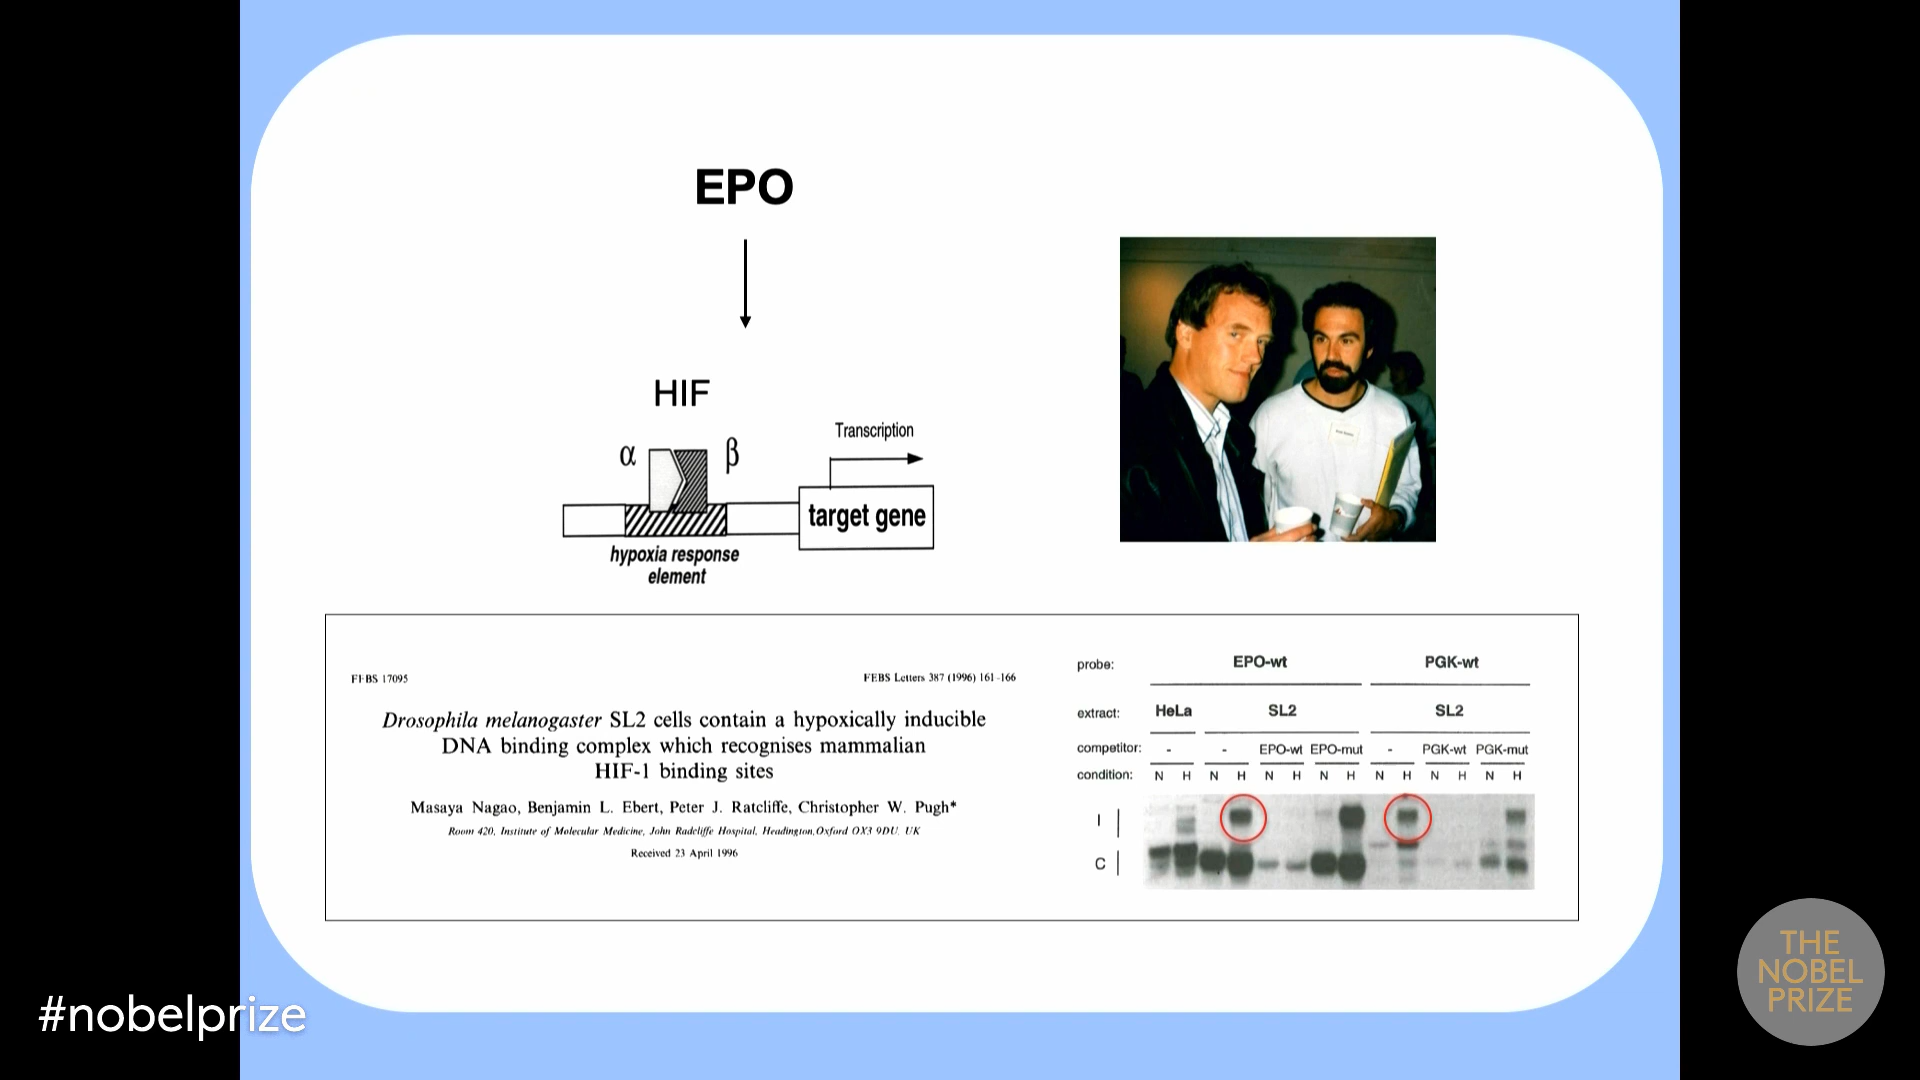 EPO
HIF
α β
Transcription
target gene
hypoxia response
element
FEBS 17095
FEBS Letters 387 (1996) 161-166
Drosophila melanogaster SL2 cells contain a hypoxically inducible
DNA binding complex which recognises mammalian
HIF-1 binding sites
Masaya Nagao, Benjamin L. Ebert, Peter J. Ratcliffe, Christopher W. Pugh*
Room 420, Institute of Molecular Medicine, John Radcliffe Hospital, Headington, Oxford OX3 9DU, UK
Received 23 April 1996
probe: EPO-wt PGK-wt
extract: HeLa SL2 SL2
competitor: - - EPO-wt EPO-mut - PGK-wt PGK-mut
condition: N H N H N H N H N H N H N H
I
C
#nobelprize
THE
NOBEL
PRIZE